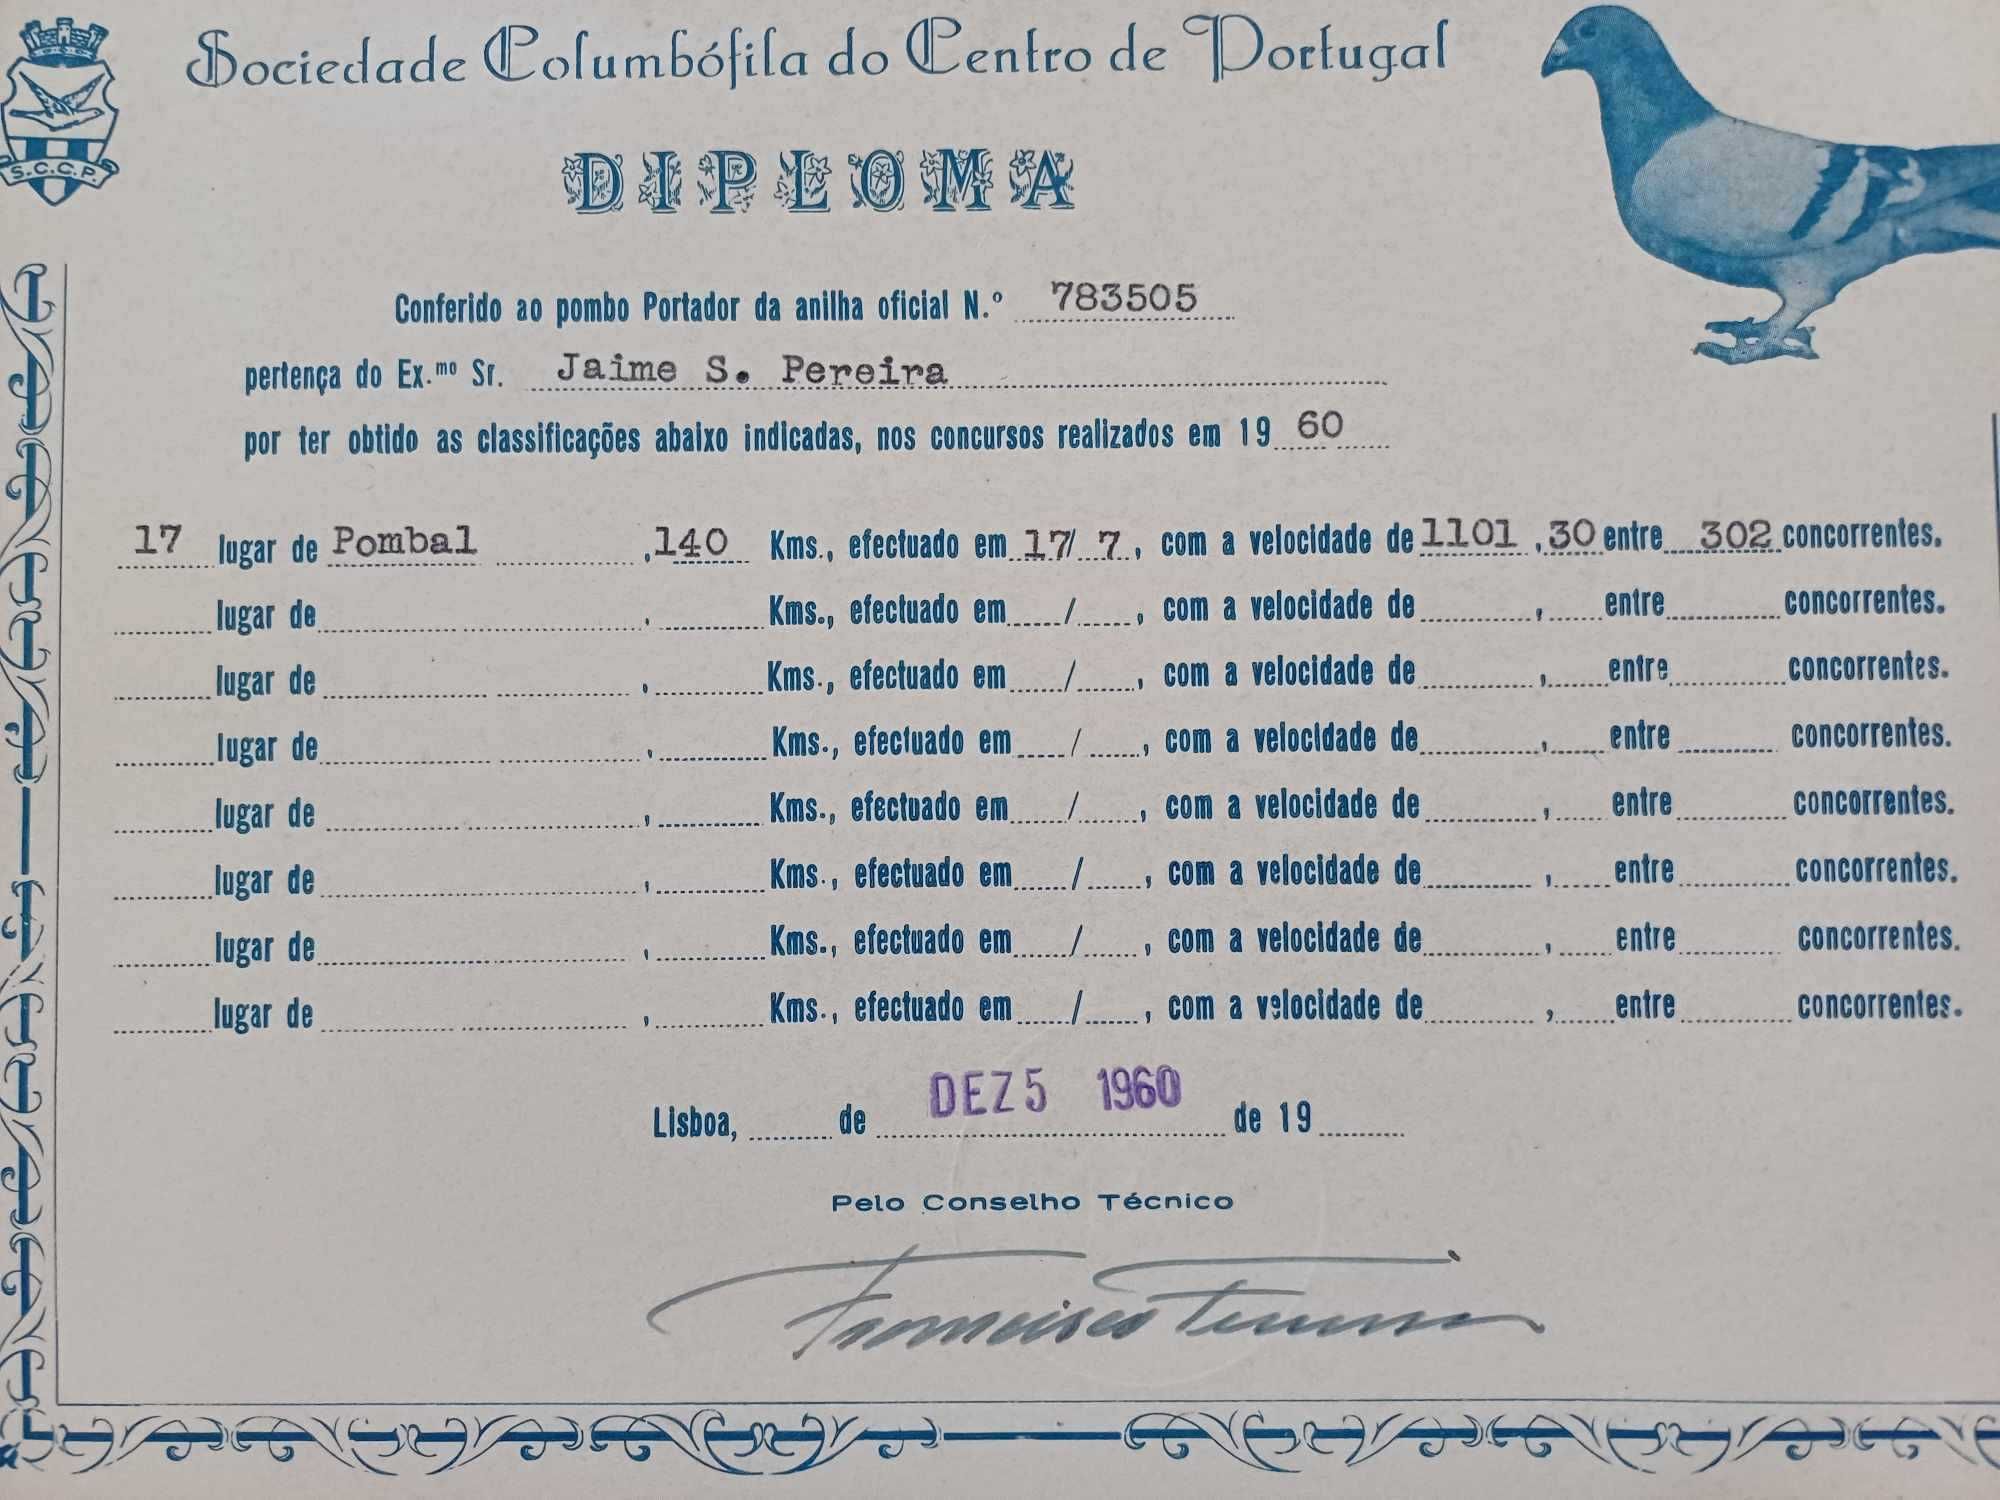 Sociedade Columbófila do Centro de Portugal
S.C.C.P.
DIPLOMA
Conferido ao pombo Portador da anilha oficial N.º 783505
pertença do Ex.mo Sr. Jaime S. Pereira
por ter obtido as classificações abaixo indicadas, nos concursos realizados em 19 60
17 lugar de Pombal , 140 Kms., efectuado em 17/ 7, com a velocidade de 1101 ,30 entre 302 concorrentes.
lugar de , Kms., efectuado em / , com a velocidade de , entre concorrentes.
lugar de , Kms., efectuado em / , com a velocidade de , entre concorrentes.
lugar de , Kms., efectuado em / , com a velocidade de , entre concorrentes.
lugar de , Kms., efectuado em / , com a velocidade de , entre concorrentes.
lugar de , Kms., efectuado em / , com a velocidade de , entre concorrentes.
lugar de , Kms., efectuado em / , com a velocidade de , entre concorrentes.
lugar de , Kms., efectuado em / , com a velocidade de , entre concorrentes.
Lisboa, de DEZ 5 1960 de 19
Pelo Conselho Técnico
Francisco